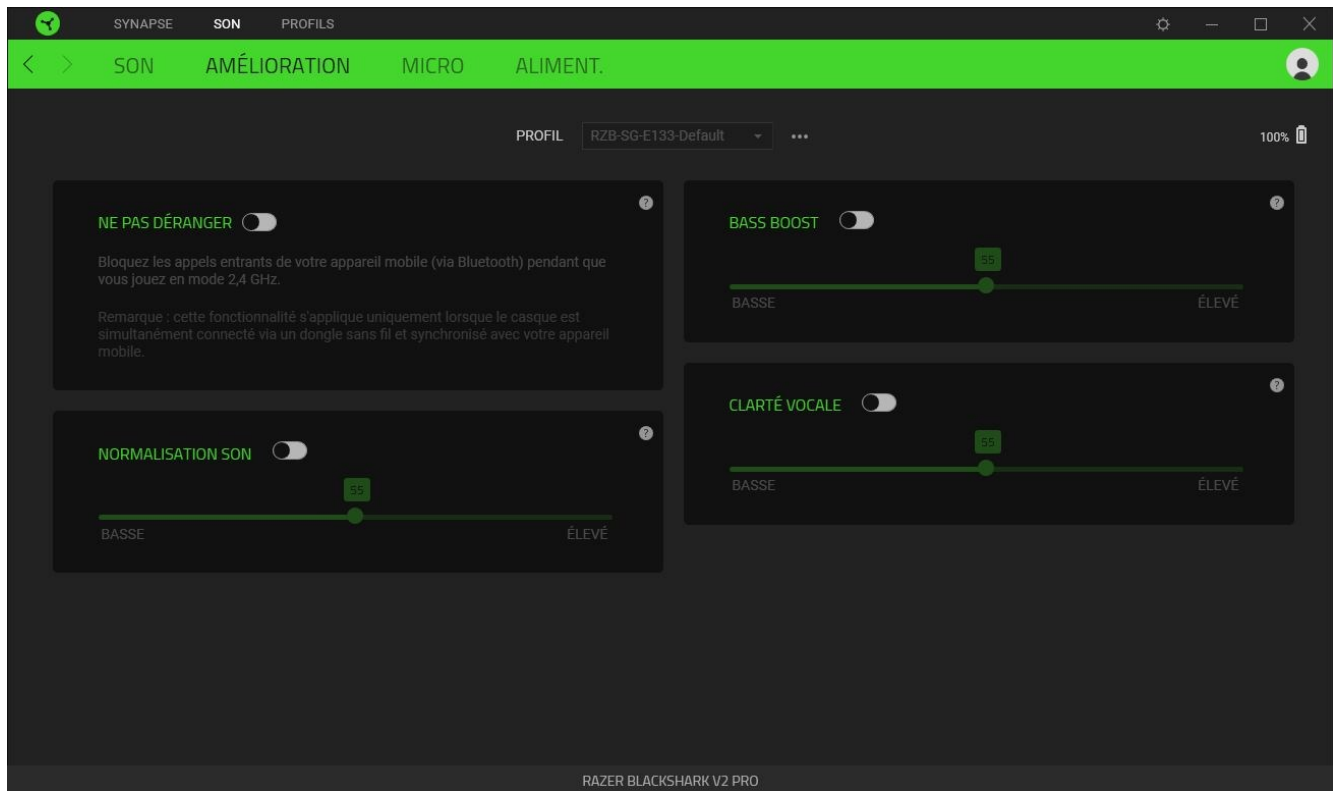 SYNAPSE SON PROFILS
SON AMÉLIORATION MICRO ALIMENT.
PROFIL RZB-SG-E133-Default ••• 100%
NE PAS DÉRANGER
Bloquez les appels entrants de votre appareil mobile (via Bluetooth) pendant que
vous jouez en mode 2,4 GHz.
Remarque : cette fonctionnalité s'applique uniquement lorsque le casque est
simultanément connecté via un dongle sans fil et synchronisé avec votre appareil
mobile.
NORMALISATION SON
55
BASSE ÉLEVÉ
BASS BOOST
55
BASSE ÉLEVÉ
CLARTÉ VOCALE
55
BASSE ÉLEVÉ
RAZER BLACKSHARK V2 PRO